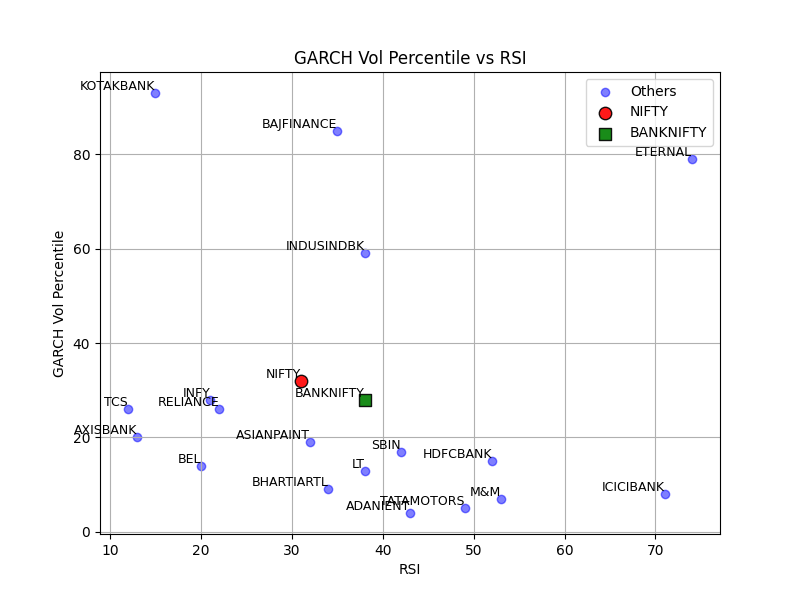 GARCH Vol Percentile vs RSI
KOTAKBANK
BAJFINANCE
ETERNAL
INDUSINDBK
NIFTY
BANKNIFTY
INFY
TCS
RELIANCE
AXISBANK
ASIANPAINT
SBIN
HDFCBANK
BEL
LT
BHARTIARTL
M&M
ICICIBANK
ADANIENT
TATAMOTORS
Others
NIFTY
BANKNIFTY
GARCH Vol Percentile
80
60
40
20
0
10
20
30
40
50
60
70
RSI